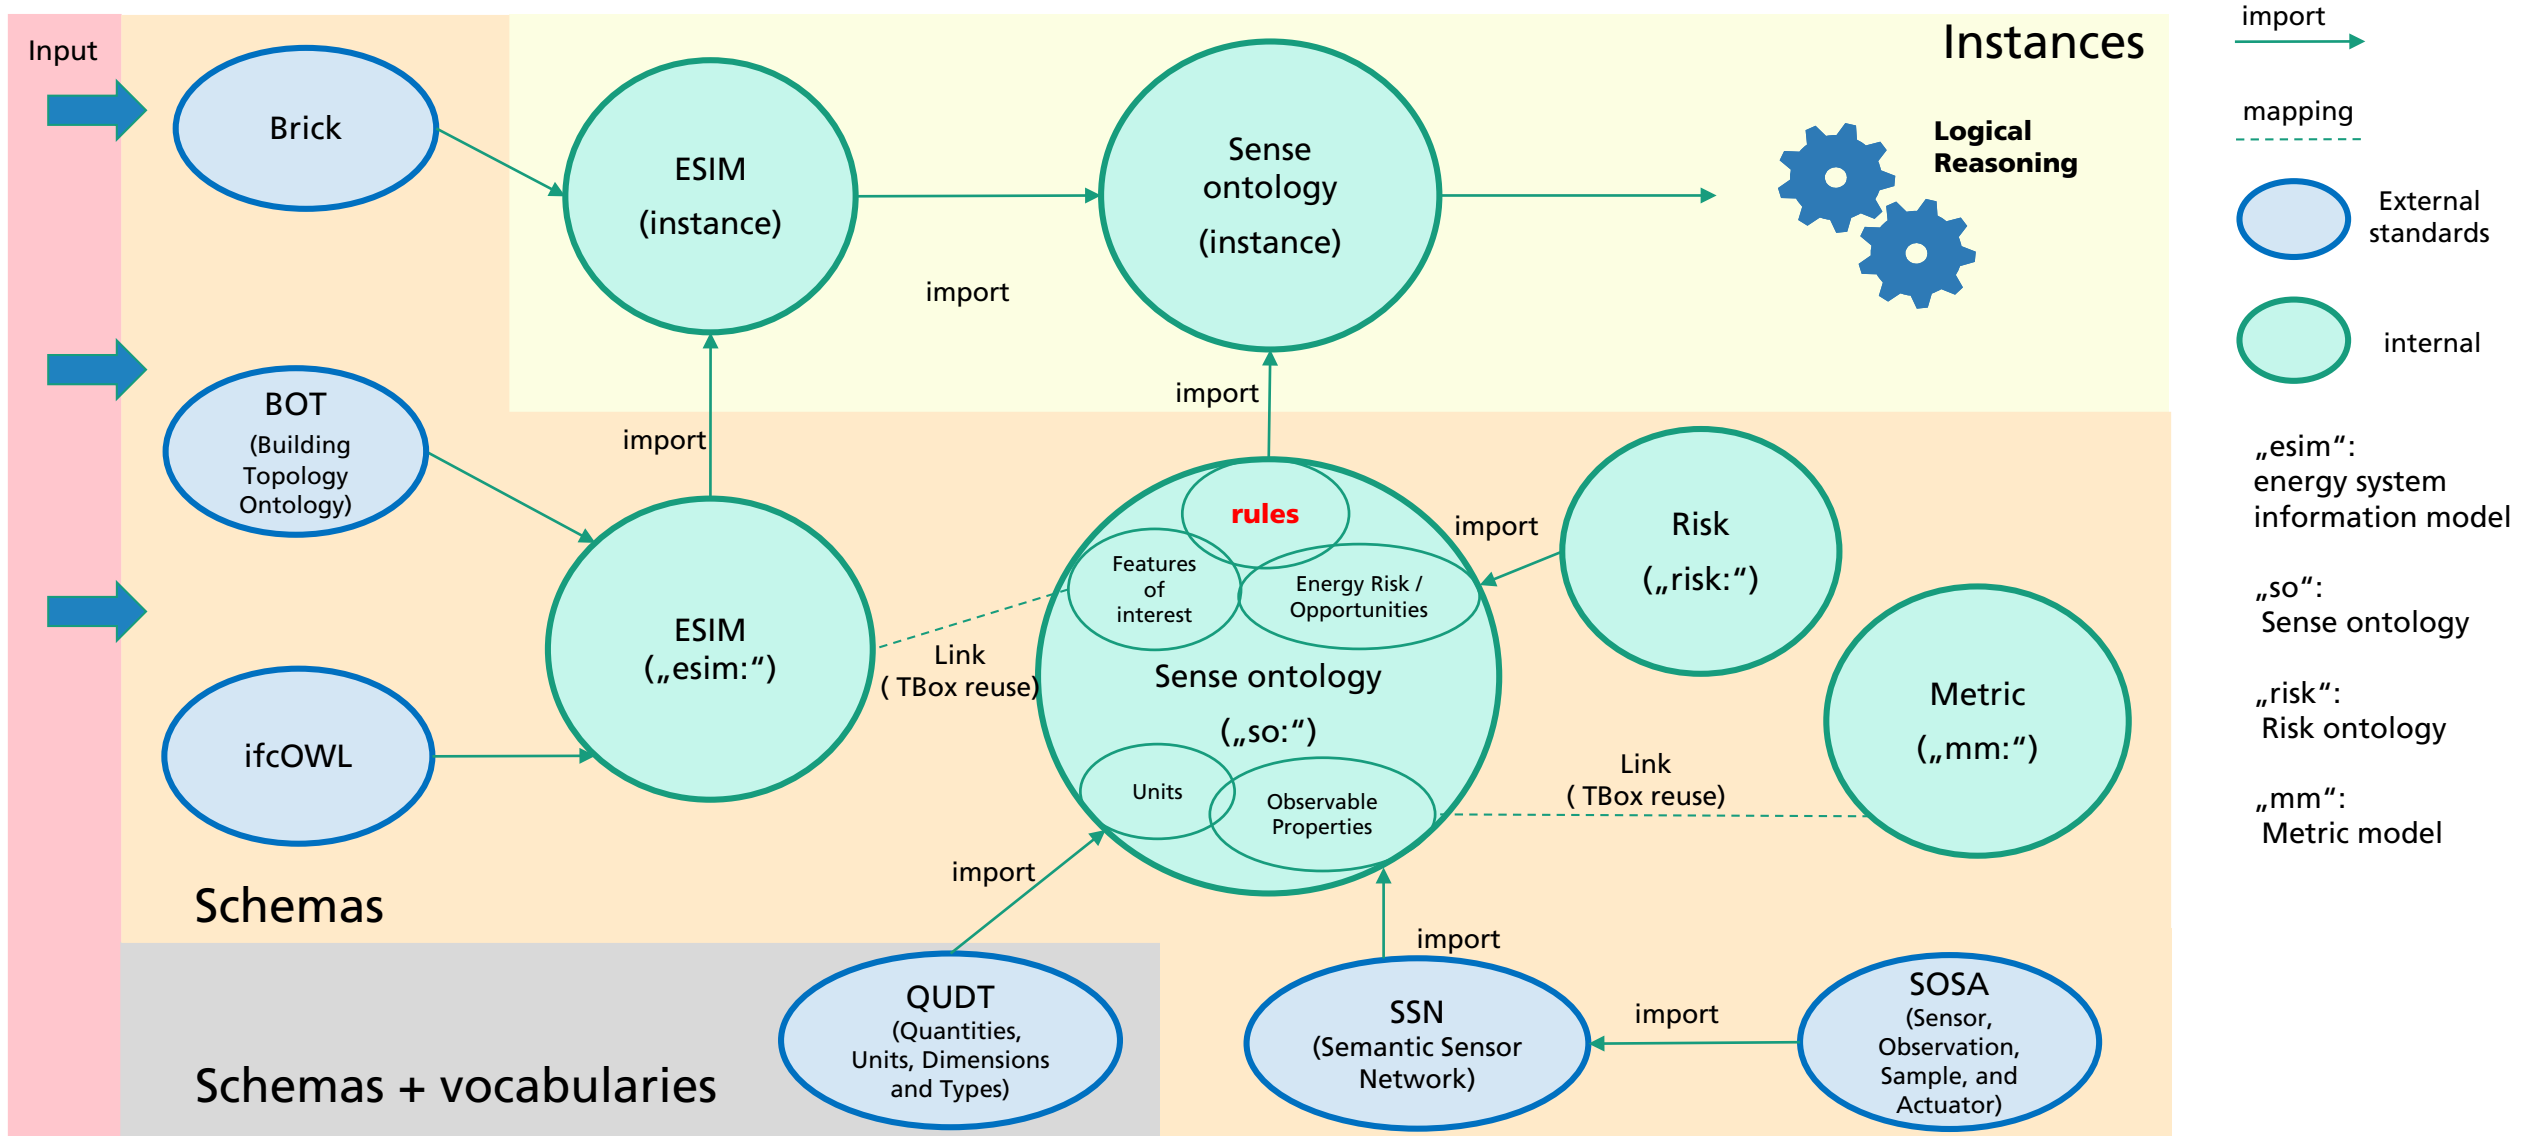 Input
Instances
import
mapping
External
standards
internal
„esim“:
energy system
information model
„so“:
Sense ontology
„risk“:
Risk ontology
„mm“:
Metric model
Brick
ESIM
(instance)
Sense
ontology
(instance)
Logical
Reasoning
import
import
import
BOT
(Building
Topology
Ontology)
rules
Features
of
interest
Energy Risk /
Opportunities
import
Risk
(„risk:“)
ESIM
(„esim:“)
Link
( TBox reuse)
Sense ontology
(„so:“)
Units
Observable
Properties
Link
( TBox reuse)
Metric
(„mm:“)
ifcOWL
Schemas
import
import
QUDT
(Quantities,
Units, Dimensions
and Types)
SSN
(Semantic Sensor
Network)
import
SOSA
(Sensor,
Observation,
Sample, and
Actuator)
Schemas + vocabularies